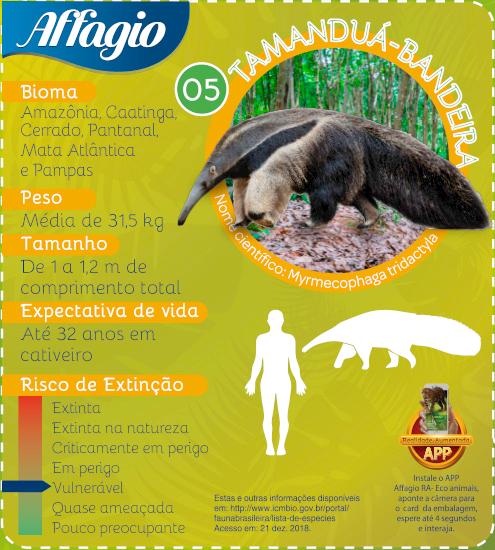 Affagio
05
TAMANDUÁ-BANDEIRA
Nome científico: Myrmecophaga tridactyla
Bioma
Amazônia, Caatinga,
Cerrado, Pantanal,
Mata Atlântica
e Pampas
Peso
Média de 31,5 kg
Tamanho
De 1 a 1,2 m de
comprimento total
Expectativa de vida
Até 32 anos em
cativeiro
Risco de Extinção
Extinta
Extinta na natureza
Criticamente em perigo
Em perigo
Vulnerável
Quase ameaçada
Pouco preocupante
Estas e outras informações disponíveis
em: http://www.icmbio.gov.br/portal/
faunabrasileira/lista-de-especies
Acesso em: 21 dez. 2018.
Realidade Aumentada
APP
Instale o APP
Affagio RA- Eco animais,
aponte a câmera para
o card da embalagem,
espere até 4 segundos
e interaja.